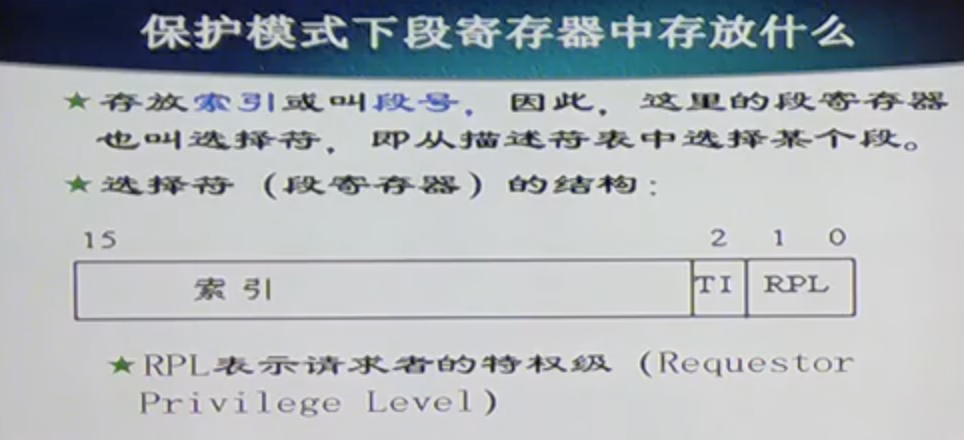 保护模式下段寄存器中存放什么
★存放索引或叫段号，因此，这里的段寄存器
也叫选择符，即从描述符表中选择某个段。
★选择符（段寄存器）的结构：
15 2 1 0
索引 TI RPL
★RPL表示请求者的特权级（Requestor
Privilege Level）